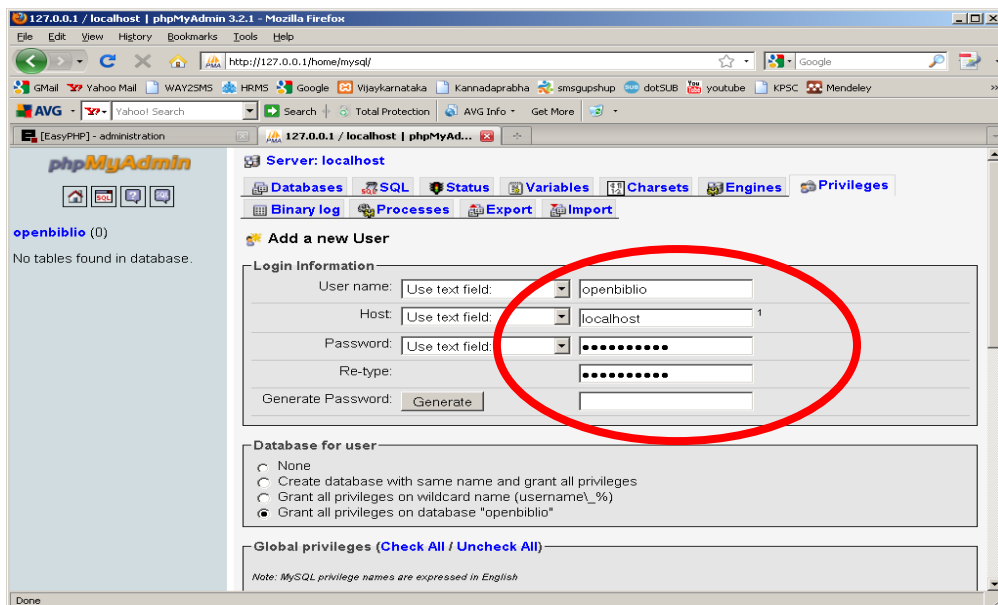 127.0.0.1 / localhost | phpMyAdmin 3.2.1 - Mozilla Firefox
File Edit View History Bookmarks Tools Help
http://127.0.0.1/home/mysql/ Google
GMail Yahoo Mail WAY2SMS HRMS Google Vijaykarnataka Kannadaprabha smsgupshup dotSUB youtube KPSC Mendeley »
AVG Y? Yahoo! Search Search Total Protection AVG Info Get More
[EasyPHP] - administration 127.0.0.1 / localhost | phpMyAd...
phpMyAdmin
openbiblio (0)
No tables found in database.
Server: localhost
Databases SQL Status Variables Charsets Engines Privileges
Binary log Processes Export Import
Add a new User
Login Information
User name: Use text field: openbiblio
Host: Use text field: localhost 1
Password: Use text field: ●●●●●●●●●●
Re-type: ●●●●●●●●●●
Generate Password: Generate
Database for user
None
Create database with same name and grant all privileges
Grant all privileges on wildcard name (username\_%)
Grant all privileges on database "openbiblio"
Global privileges (Check All / Uncheck All)
Note: MySQL privilege names are expressed in English
Done